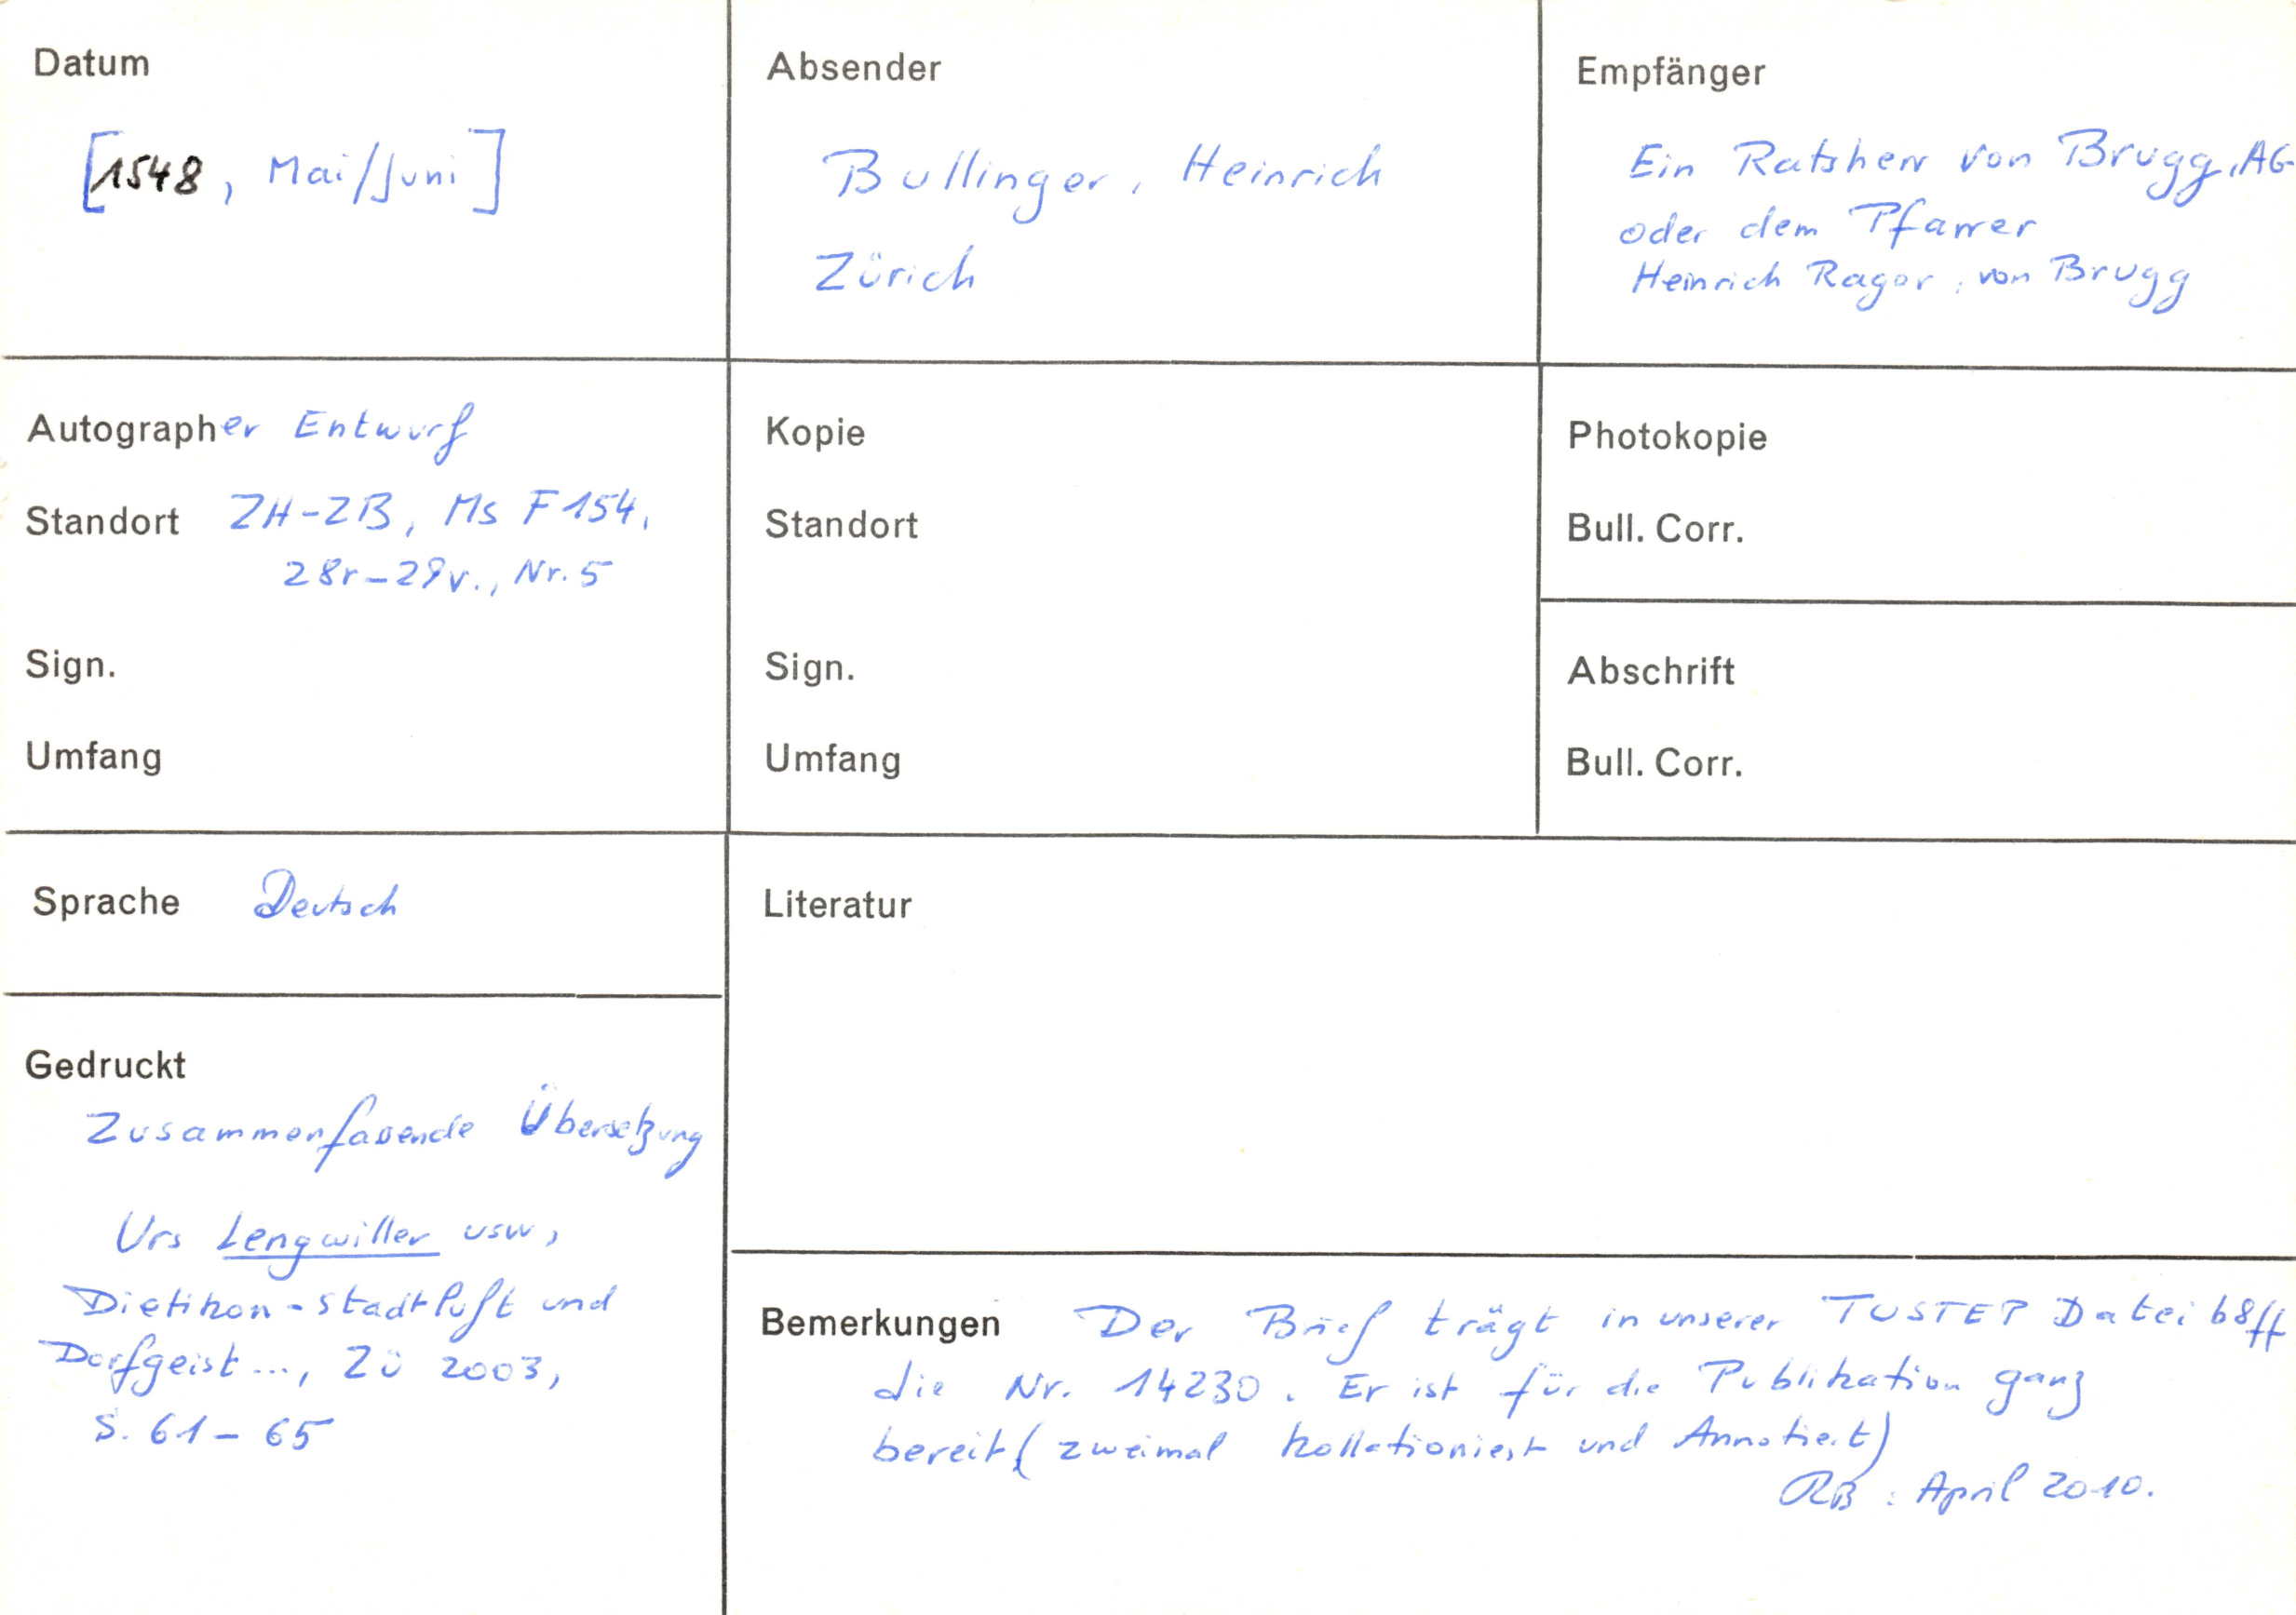 Datum
[1548, Mai/Juni]
Absender
Bullinger, Heinrich
Zürich
Empfänger
Ein Ratsherr von Brugg, AG
oder dem Pfarrer
Heinrich Ragor, von Brugg
Autographer Entwurf
Standort ZH-ZB, Ms F 154,
28r-29v., Nr. 5
Sign.
Umfang
Kopie
Standort
Sign.
Umfang
Photokopie
Bull. Corr.
Abschrift
Bull. Corr.
Sprache Deutsch
Gedruckt
Zusammenfassende Übersetzung
Urs Lengwiller usw,
Dietikon - Stadtluft und
Dorfgeist ..., Zü 2003,
S. 61 - 65
Literatur
Bemerkungen Der Brief trägt in unserer TUSTEP Datei b8ff
die Nr. 14230. Er ist für die Publikation ganz
bereit (zweimal kollationiert und Annotiert)
RB : April 2010.